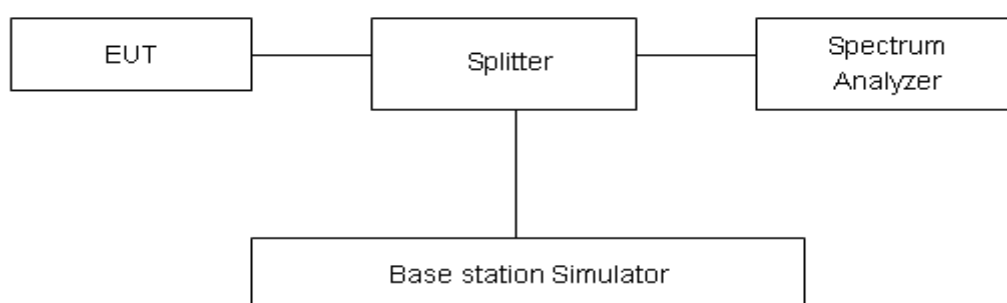 EUT
Splitter
Spectrum
Analyzer
Base station Simulator